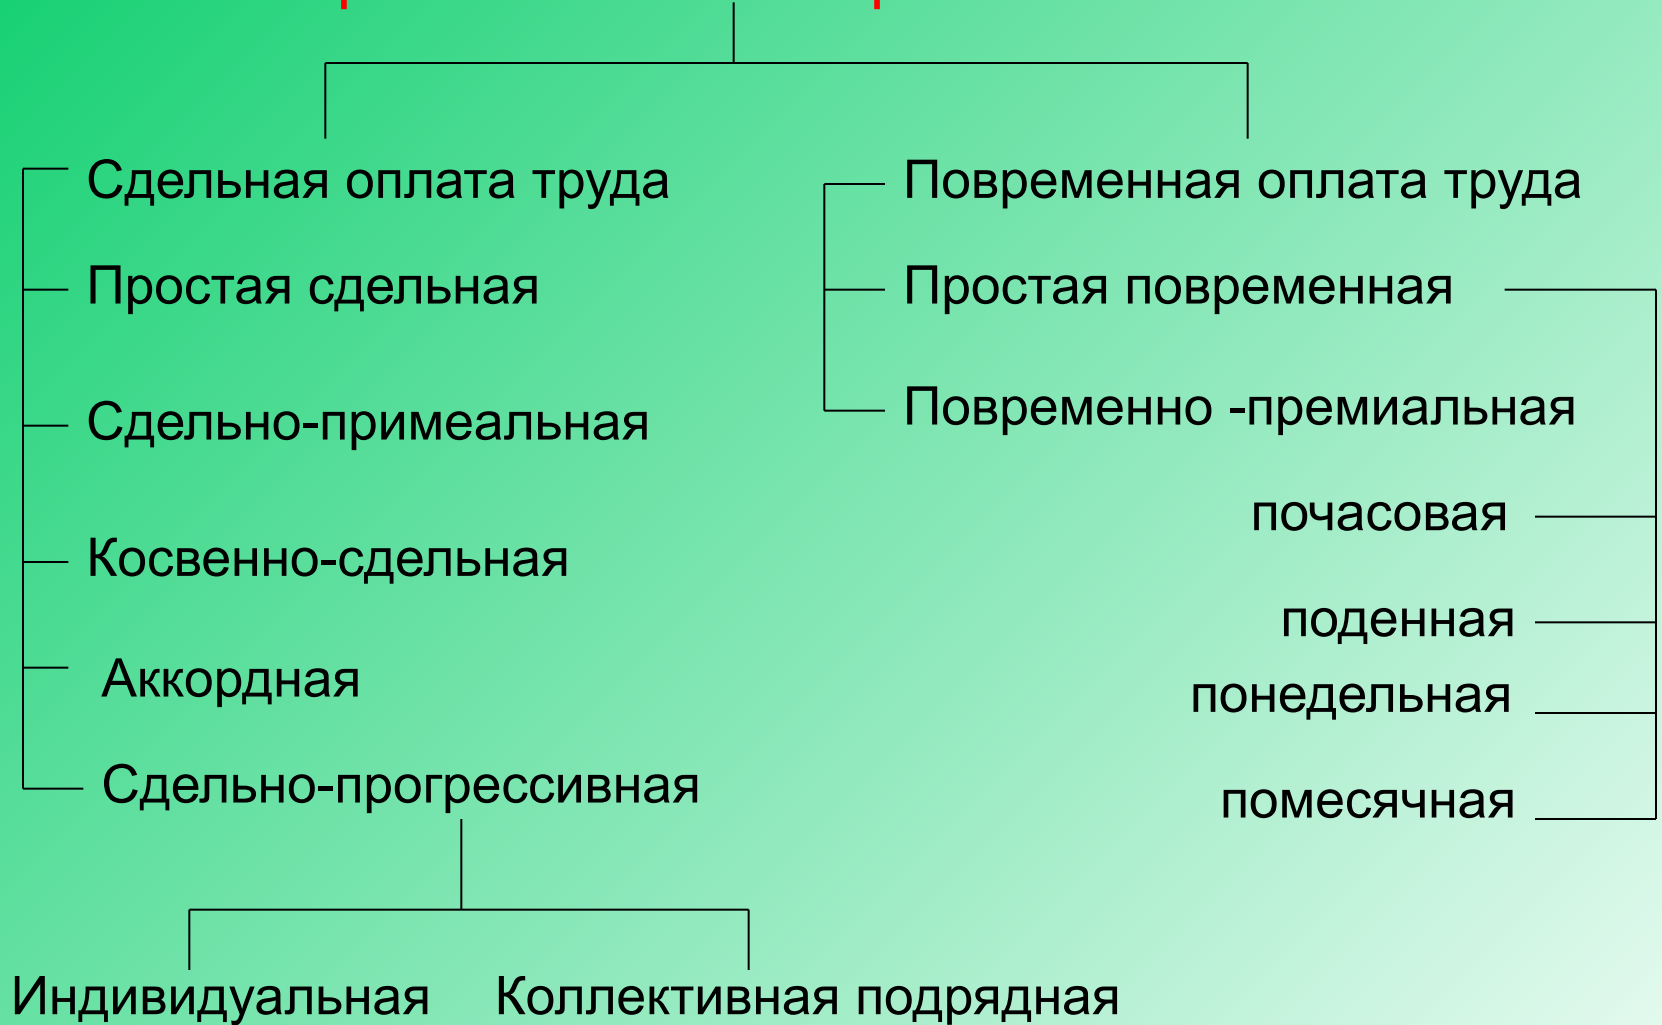 Сдельная оплата труда
Простая сдельная
Сдельно-примеальная
Косвенно-сдельная
Аккордная
Сдельно-прогрессивная
Индивидуальная
Коллективная подрядная
Повременная оплата труда
Простая повременная
Повременно -премиальная
почасовая
поденная
понедельная
помесячная